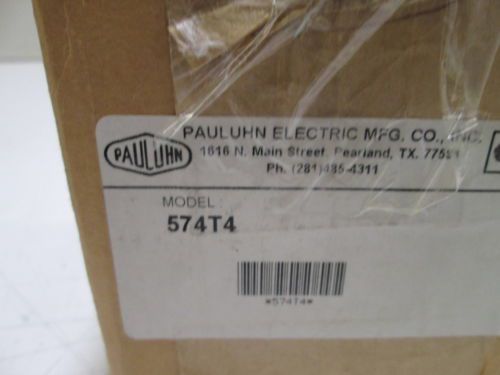 PAULUHN
PAULUHN ELECTRIC MFG. CO., INC.
1616 N. Main Street, Pearland, TX. 77581
Ph. (281)485-4311
MODEL:
574T4
*574T4*